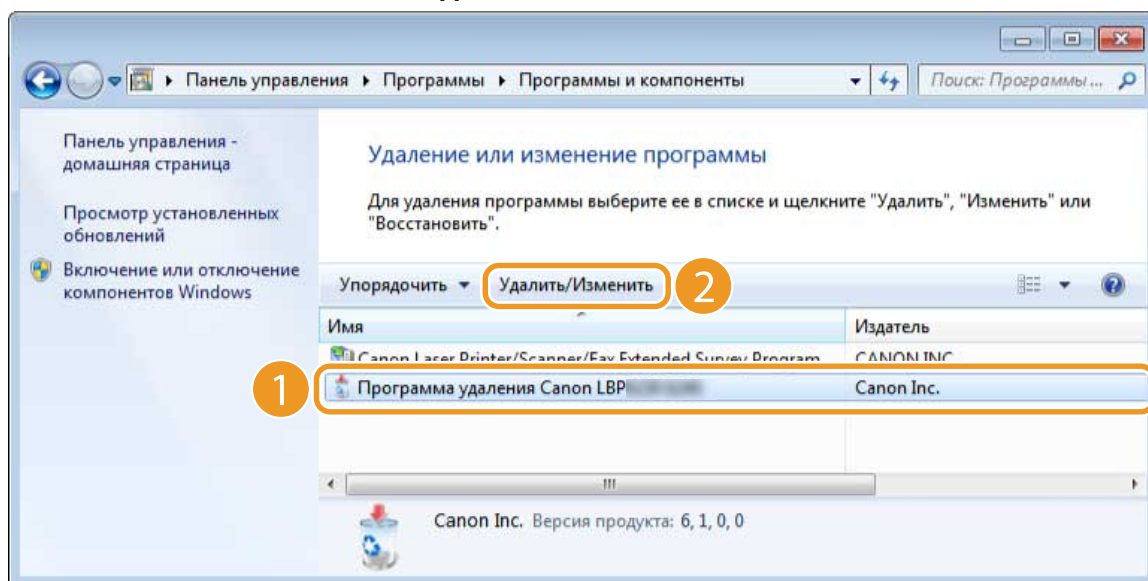 Панель управления ▸ Программы ▸ Программы и компоненты
Поиск: Программы ...
Панель управления -
домашняя страница
Просмотр установленных
обновлений
Включение или отключение
компонентов Windows
Удаление или изменение программы
Для удаления программы выберите ее в списке и щелкните "Удалить", "Изменить" или
"Восстановить".
Упорядочить
Удалить/Изменить
2
Имя
Издатель
Canon Laser Printer/Scanner/Fax Extended Survey Program
CANON INC.
1
Программа удаления Canon LBP
Canon Inc.
Canon Inc. Версия продукта: 6, 1, 0, 0